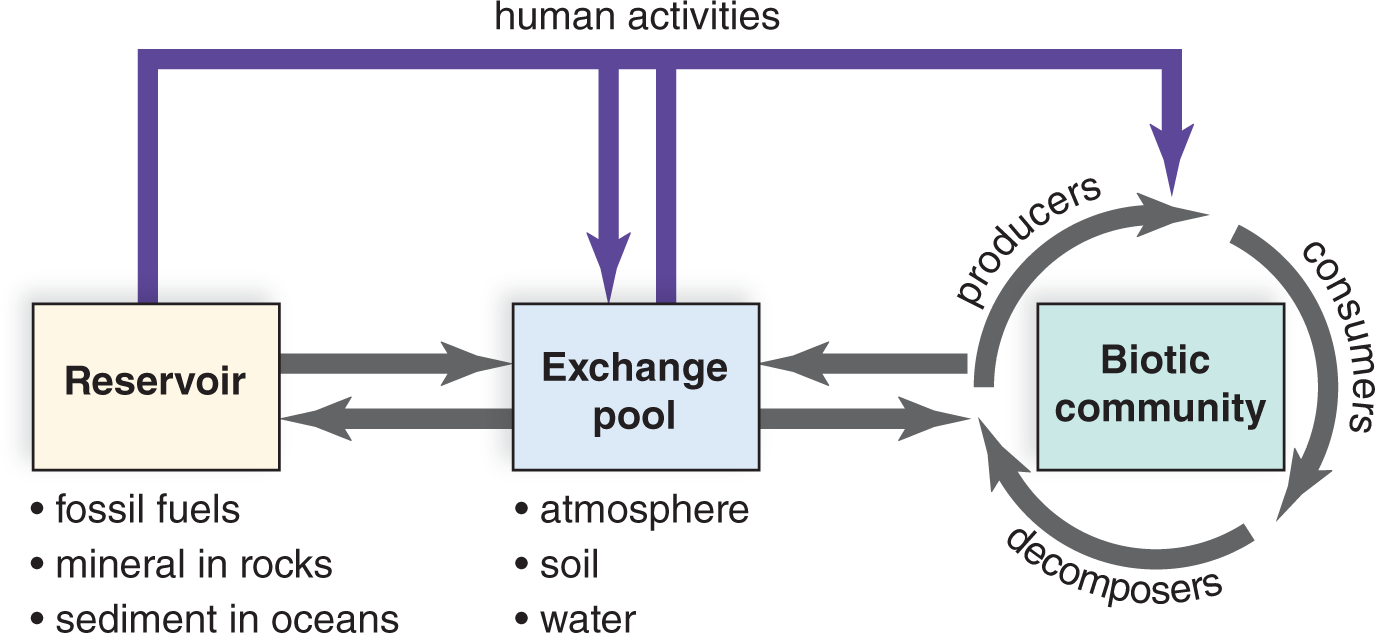 human activities
producers
consumers
decomposers
Reservoir
Exchange
pool
Biotic
community
• fossil fuels
• mineral in rocks
• sediment in oceans
• atmosphere
• soil
• water